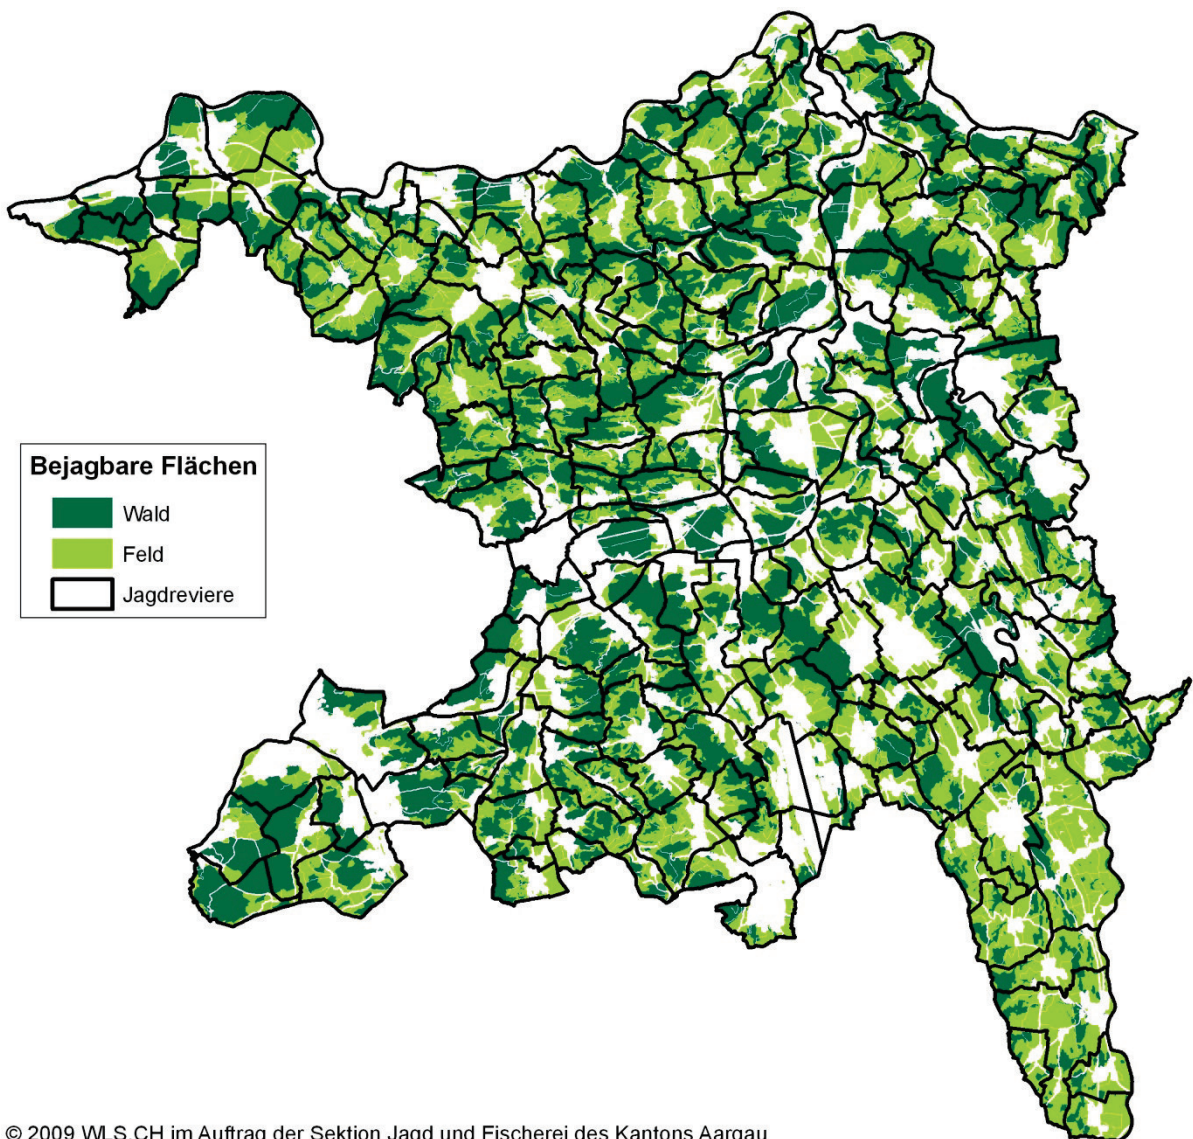 Bejagbare Flächen
Wald
Feld
Jagdreviere
© 2009 WLS.CH im Auftrag der Sektion Jagd und Fischerei des Kantons Aargau